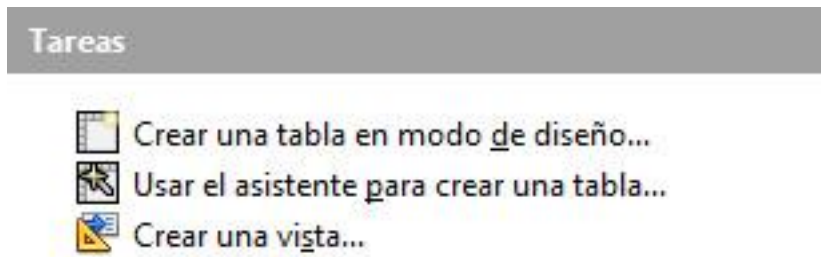 Tareas
Crear una tabla en modo de diseño...
Usar el asistente para crear una tabla...
Crear una vista...